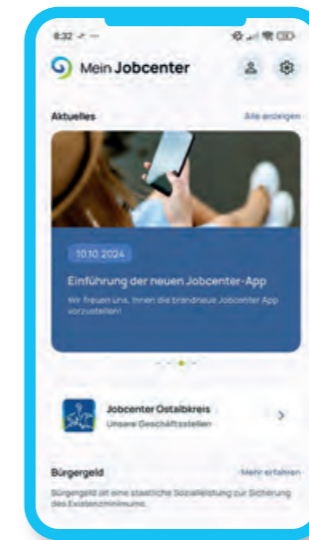 8:32
Mein Jobcenter
Aktuelles
Alle anzeigen
10.10.2024
Einführung der neuen Jobcenter-App
Wir freuen uns, Ihnen die brandneue Jobcenter App
vorzustellen!
Jobcenter Ostalbkreis
Unsere Geschäftsstellen
Bürgergeld
Mehr erfahren
Bürgergeld ist eine staatliche Sozialleistung zur Sicherung
des Existenzminimums.